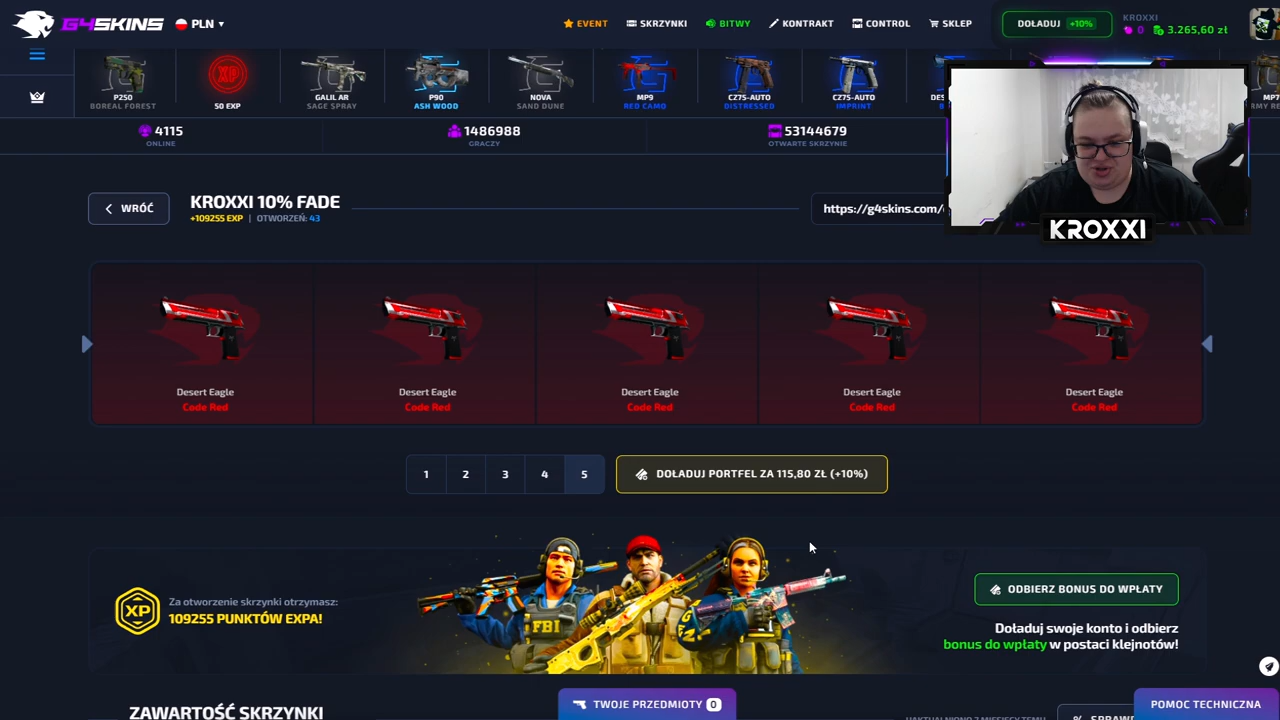 G4SKINS
PLN
EVENT
SKRZYNKI
BITWY
KONTRAKT
CONTROL
SKLEP
DOŁADUJ +10%
KROXXI
0 3.265,60 zł
P250
BOREAL FOREST
XP
50 EXP
GALIL AR
SAGE SPRAY
P90
ASH WOOD
NOVA
SAND DUNE
MP9
RED CAMO
CZ75-AUTO
DISTRESSED
CZ75-AUTO
IMPRINT
4115
ONLINE
1486988
GRACZY
53144679
OTWARTE SKRZYNIE
KROXXI
WRÓĆ
KROXXI 10% FADE
+109255 EXP | OTWORZEŃ: 43
https://g4skins.com/
Desert Eagle
Code Red
Desert Eagle
Code Red
Desert Eagle
Code Red
Desert Eagle
Code Red
Desert Eagle
Code Red
1
2
3
4
5
DOŁADUJ PORTFEL ZA 115,80 ZŁ (+10%)
XP
Za otworzenie skrzynki otrzymasz:
109255 PUNKTÓW EXPA!
FBI
ODBIERZ BONUS DO WPŁATY
Doładuj swoje konto i odbierz
bonus do wpłaty w postaci klejnotów!
ZAWARTOŚĆ SKRZYNKI
TWOJE PRZEDMIOTY 0
POMOC TECHNICZNA